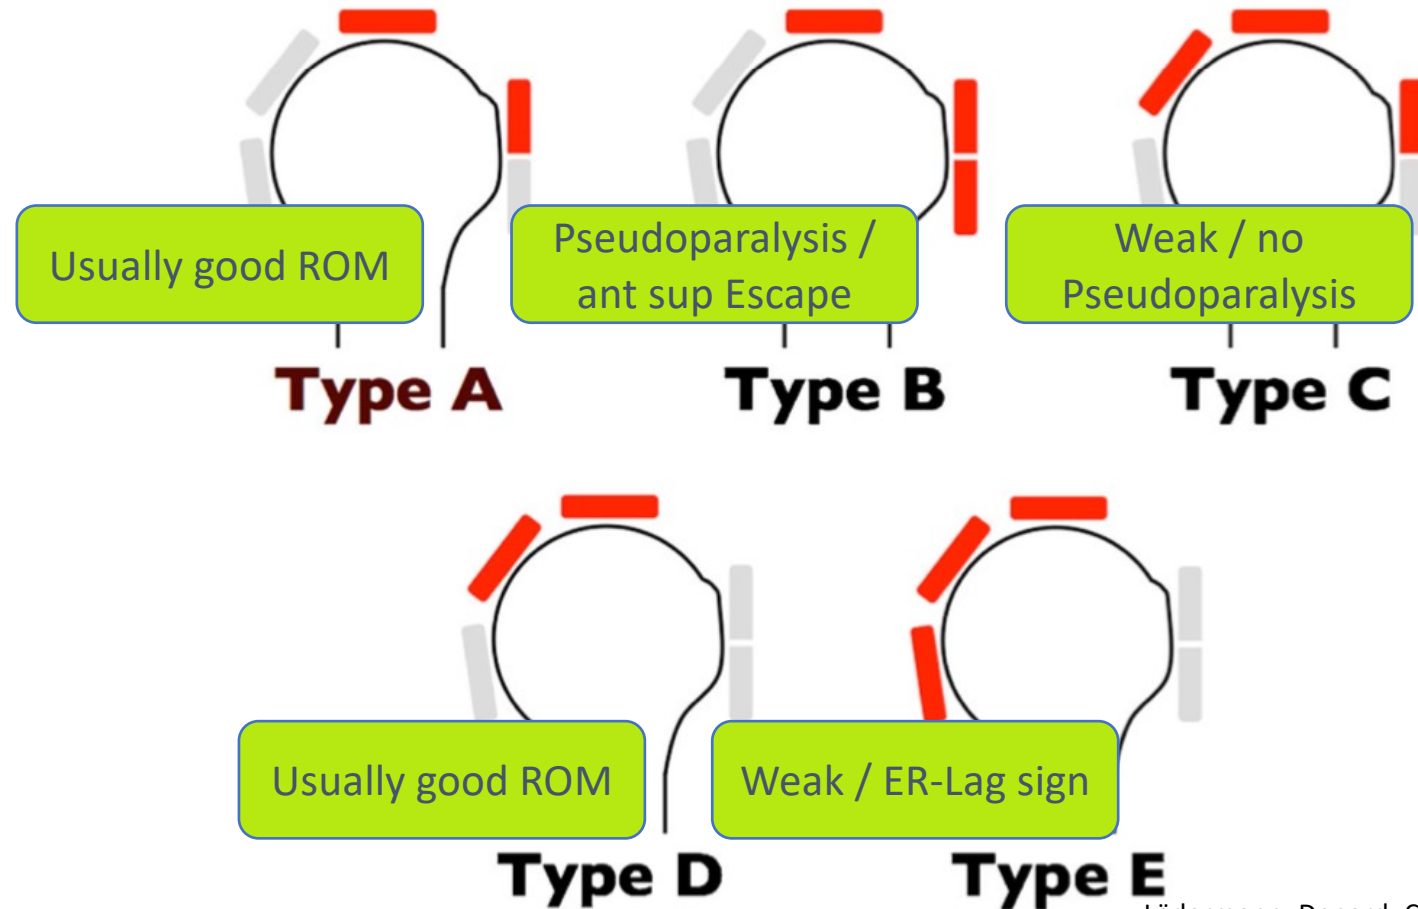 Usually good ROM
Pseudoparalysis /
ant sup Escape
Weak / no
Pseudoparalysis
Type A
Type B
Type C
Usually good ROM
Weak / ER-Lag sign
Type D
Type E